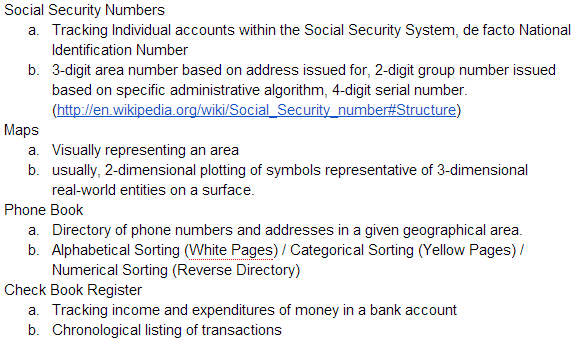 Social Security Numbers
a. Tracking Individual accounts within the Social Security System, de facto National
Identification Number
b. 3-digit area number based on address issued for, 2-digit group number issued
based on specific administrative algorithm, 4-digit serial number.
(http://en.wikipedia.org/wiki/Social_Security_number#Structure)
Maps
a. Visually representing an area
b. usually, 2-dimensional plotting of symbols representative of 3-dimensional
real-world entities on a surface.
Phone Book
a. Directory of phone numbers and addresses in a given geographical area.
b. Alphabetical Sorting (White Pages) / Categorical Sorting (Yellow Pages) /
Numerical Sorting (Reverse Directory)
Check Book Register
a. Tracking income and expenditures of money in a bank account
b. Chronological listing of transactions